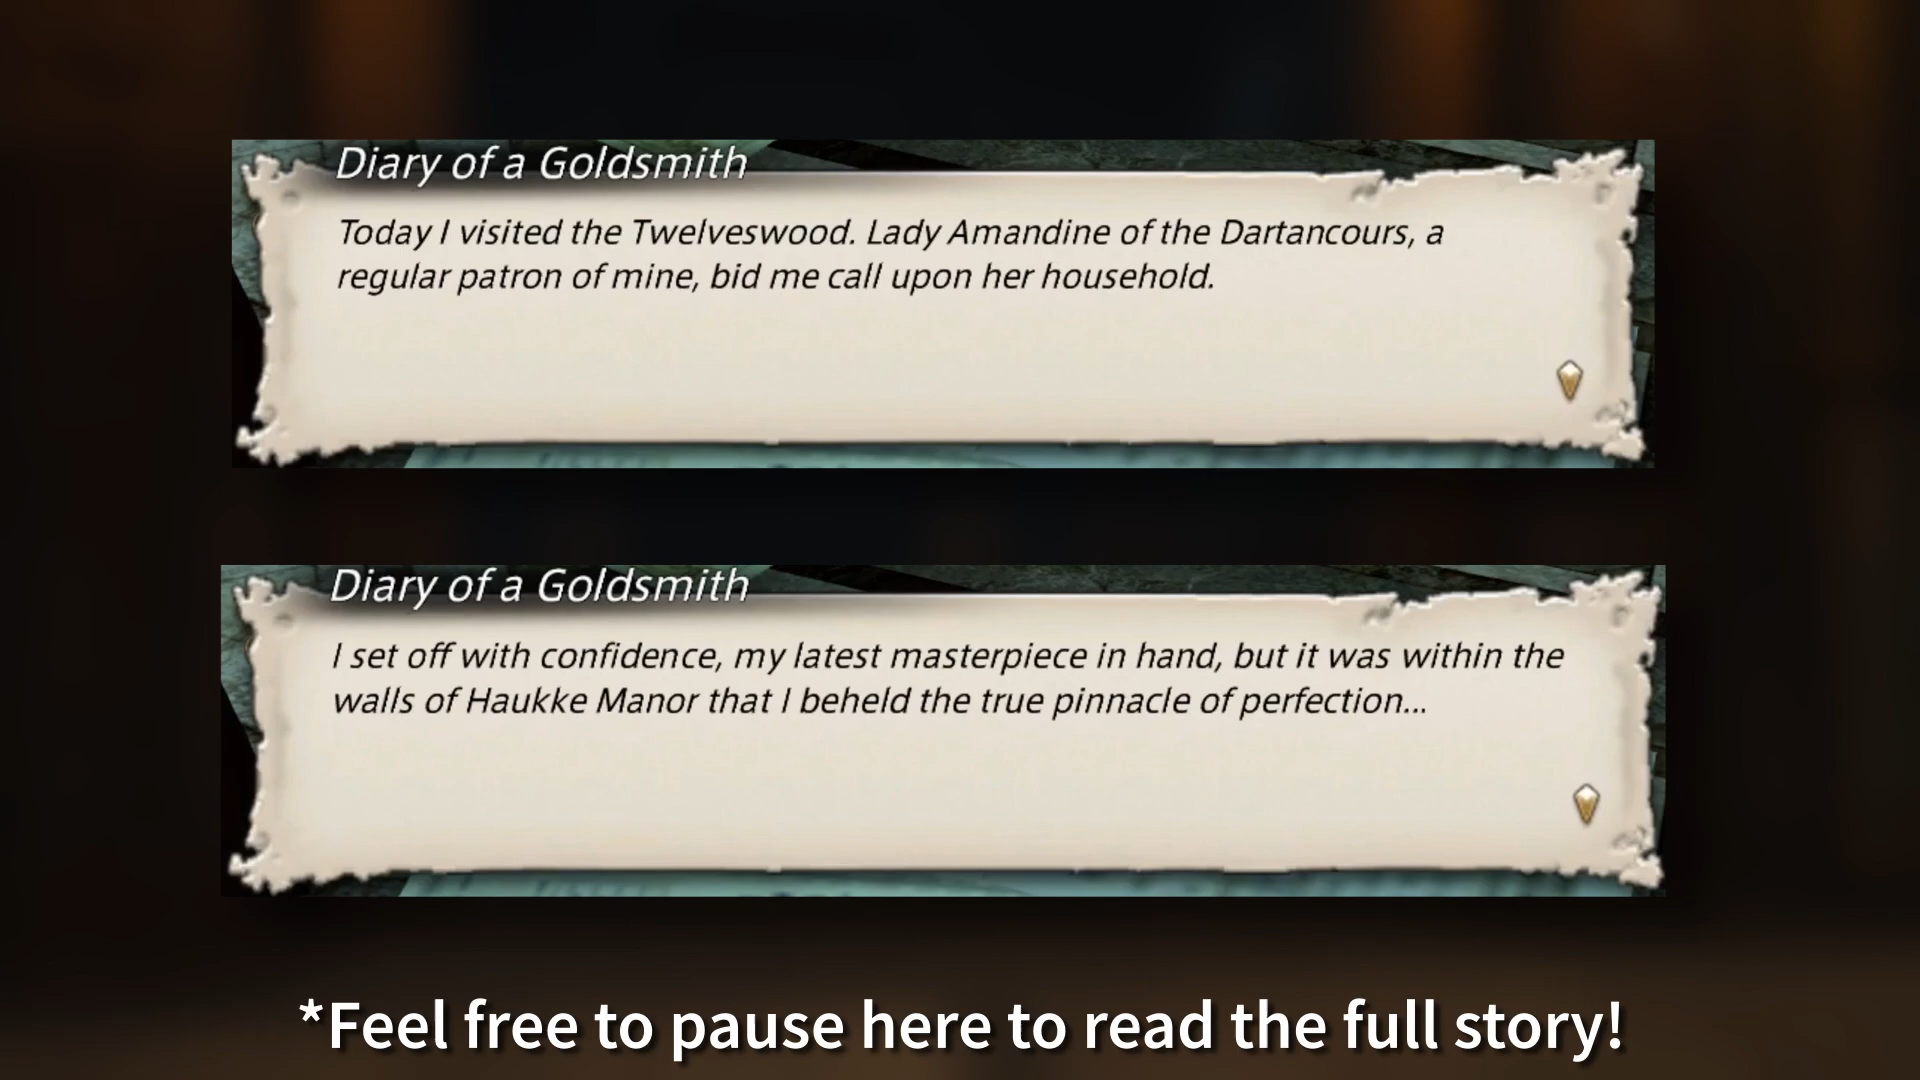 Diary of a Goldsmith
Today I visited the Twelveswood. Lady Amandine of the Dartancours, a
regular patron of mine, bid me call upon her household.
Diary of a Goldsmith
I set off with confidence, my latest masterpiece in hand, but it was within the
walls of Haukke Manor that I beheld the true pinnacle of perfection...
*Feel free to pause here to read the full story!